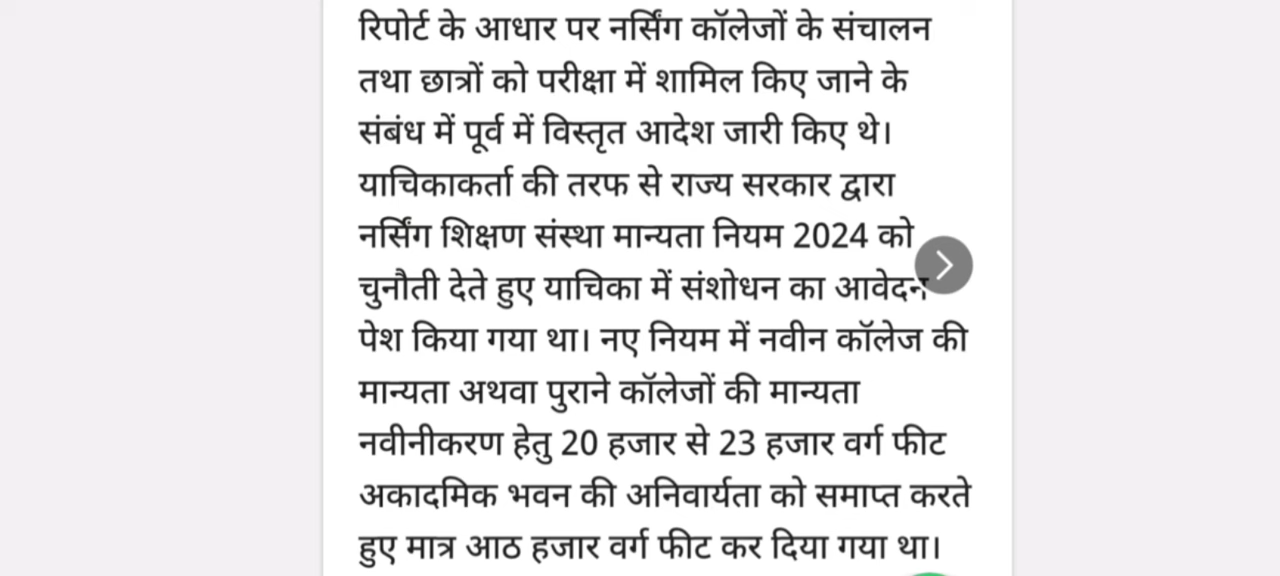 रिपोर्ट के आधार पर नर्सिंग कॉलेजों के संचालन
तथा छात्रों को परीक्षा में शामिल किए जाने के
संबंध में पूर्व में विस्तृत आदेश जारी किए थे।
याचिकाकर्ता की तरफ से राज्य सरकार द्वारा
नर्सिंग शिक्षण संस्था मान्यता नियम 2024 को
चुनौती देते हुए याचिका में संशोधन का आवेदन
पेश किया गया था। नए नियम में नवीन कॉलेज की
मान्यता अथवा पुराने कॉलेजों की मान्यता
नवीनीकरण हेतु 20 हजार से 23 हजार वर्ग फीट
अकादमिक भवन की अनिवार्यता को समाप्त करते
हुए मात्र आठ हजार वर्ग फीट कर दिया गया था।